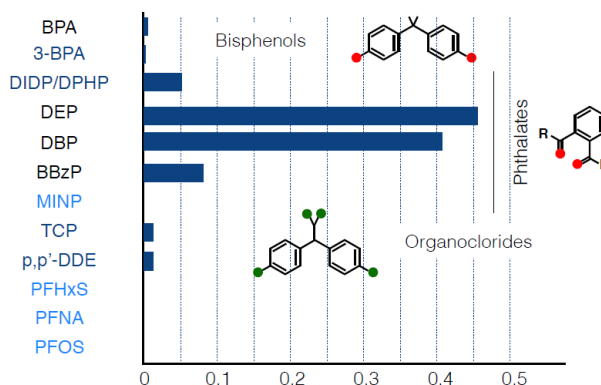 BPA
Bisphenols
3-BPA
DIDP/DPHP
DEP
DBP
Phthalates
R
BBzP
MINP
TCP
Organoclorides
p,p'-DDE
PFHxS
PFNA
PFOS
0 0.1 0.2 0.3 0.4 0.5